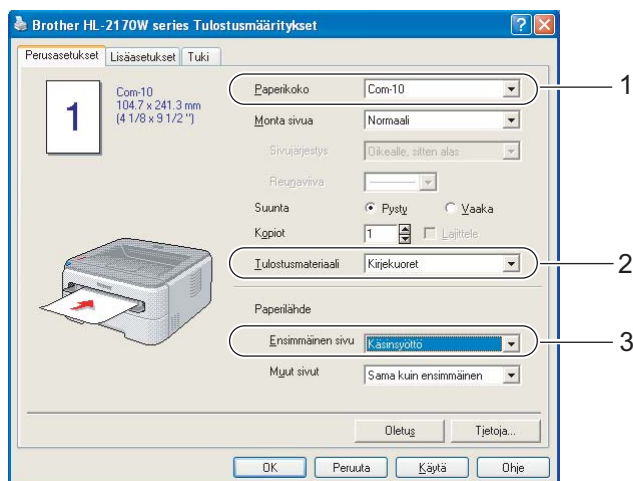 Brother HL-2170W series Tulostusmääritykset
Perusasetukset Lisäasetukset Tuki
1
Com-10
104.7 x 241.3 mm
(4 1/8 x 9 1/2 ")
Paperikoko Com-10 1
Monta sivua Normaali
Sivujärjestys Oikealle, sitten alas
Reunaviiva
Suunta Pysty Vaaka
Kopiot 1 Lajittele
Tulostusmateriaali Kirjekuoret 2
Paperilähde
Ensimmäinen sivu Käsinsyöttö 3
Muut sivut Sama kuin ensimmäinen
Oletus Tietoja...
OK Peruuta Käytä Ohje